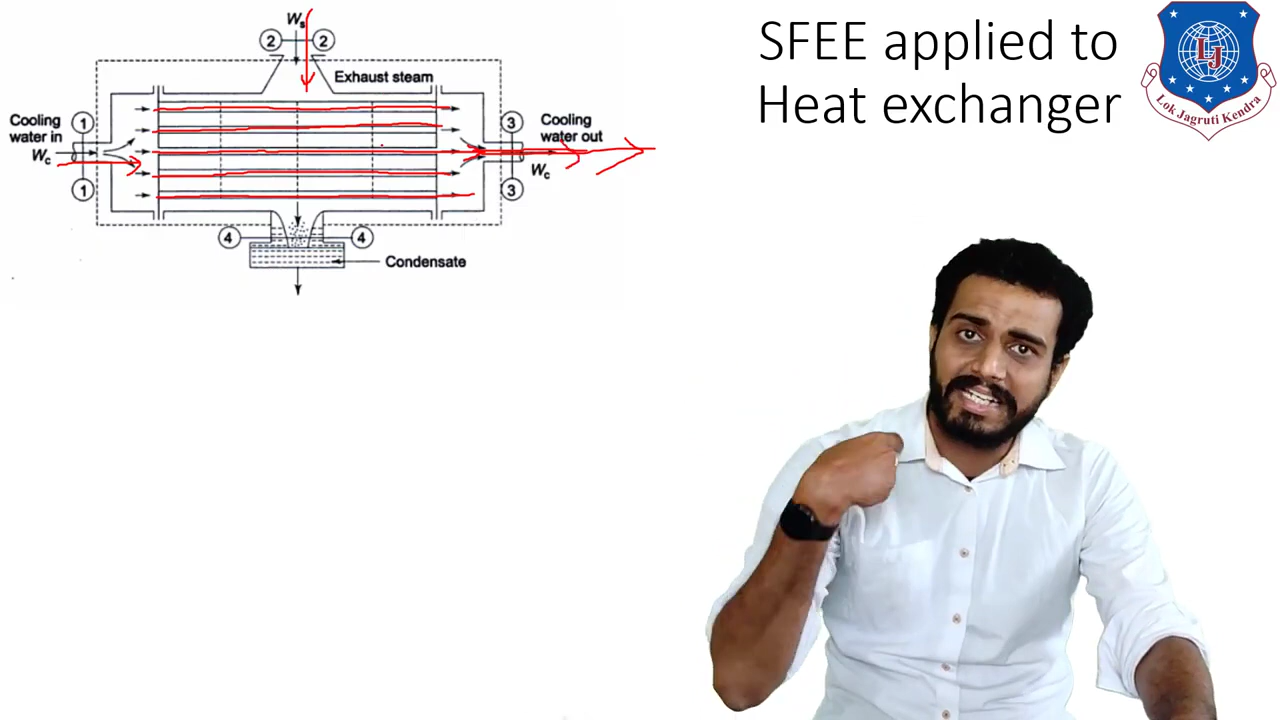 SFEE applied to
Heat exchanger
LJ
Lok Jagruti Kendra
Ws
2 2
Exhaust steam
Cooling
water in
Wc
1
1
3
3
Cooling
water out
Wc
4 4
Condensate